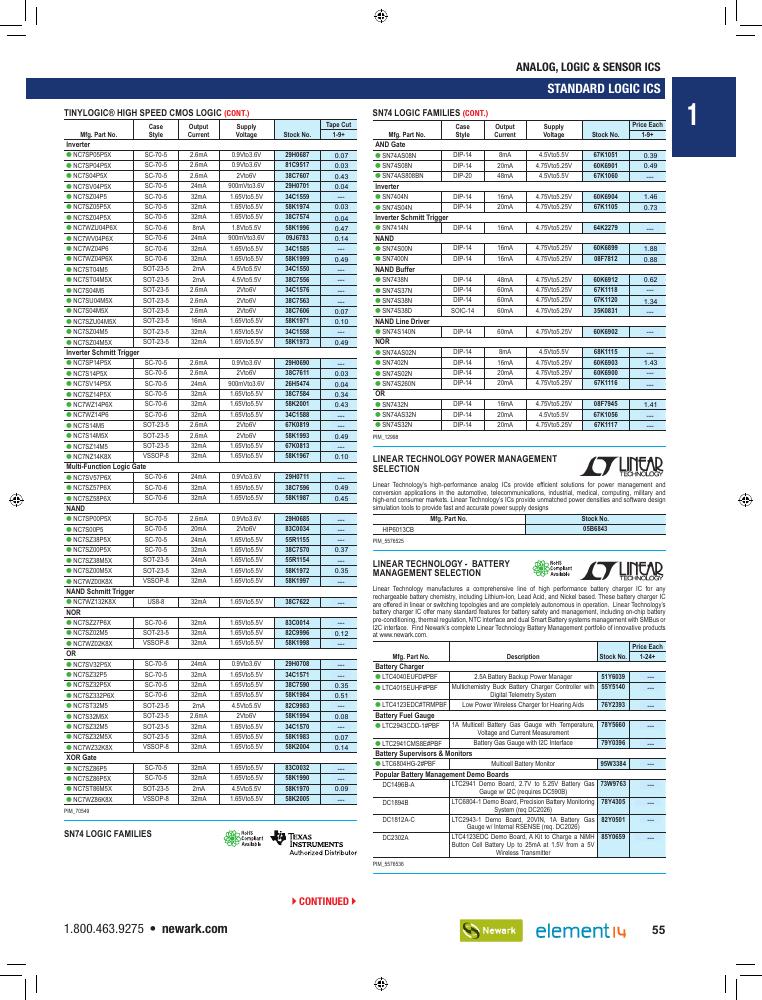 ANALOG, LOGIC & SENSOR ICS
STANDARD LOGIC ICS
1
TINYLOGIC® HIGH SPEED CMOS LOGIC (CONT.)
Mfg. Part No. Case Style Output Current Supply Voltage Stock No. Tape Cut 1-9+
Inverter
NC7SP05P5X SC-70-5 2.6mA 0.9Vto3.6V 29H0687 0.07
NC7SP04P5X SC-70-5 2.6mA 0.9Vto3.6V 81C9517 0.03
NC7S04P5X SC-70-5 2.6mA 2Vto6V 38C7607 0.43
NC7SV04P5X SC-70-5 24mA 900mVto3.6V 29H0701 0.04
NC7SZ04P5 SC-70-5 32mA 1.65Vto5.5V 34C1559 ---
NC7SZ05P5X SC-70-5 32mA 1.65Vto5.5V 58K1974 0.03
NC7SZ04P5X SC-70-5 32mA 1.65Vto5.5V 38C7574 0.04
NC7WZU04P6X SC-70-6 8mA 1.8Vto5.5V 58K1996 0.47
NC7WV04P6X SC-70-6 24mA 900mVto3.6V 09J6783 0.14
NC7WZ04P6 SC-70-6 32mA 1.65Vto5.5V 34C1585 ---
NC7WZ04P6X SC-70-6 32mA 1.65Vto5.5V 58K1999 0.49
NC7ST04M5 SOT-23-5 2mA 4.5Vto5.5V 34C1550 ---
NC7ST04M5X SOT-23-5 2mA 4.5Vto5.5V 38C7556 ---
NC7S04M5 SOT-23-5 2.6mA 2Vto6V 34C1576 ---
NC7SU04M5X SOT-23-5 2.6mA 2Vto6V 38C7563 ---
NC7S04M5X SOT-23-5 2.6mA 2Vto6V 38C7606 0.07
NC7SZU04M5X SOT-23-5 16mA 1.65Vto5.5V 58K1971 0.10
NC7SZ04M5 SOT-23-5 32mA 1.65Vto5.5V 34C1558 ---
NC7SZ04M5X SOT-23-5 32mA 1.65Vto5.5V 58K1973 0.49
Inverter Schmitt Trigger
NC7SP14P5X SC-70-5 2.6mA 0.9Vto3.6V 29H0690 ---
NC7S14P5X SC-70-5 2.6mA 2Vto6V 38C7611 0.03
NC7SV14P5X SC-70-5 24mA 900mVto3.6V 26H5474 0.04
NC7SZ14P5X SC-70-5 32mA 1.65Vto5.5V 38C7584 0.34
NC7WZ14P6X SC-70-6 32mA 1.65Vto5.5V 58K2001 0.43
NC7WZ14P6 SC-70-6 32mA 1.65Vto5.5V 34C1588 ---
NC7S14M5 SOT-23-5 2.6mA 2Vto6V 67K0819 ---
NC7S14M5X SOT-23-5 2.6mA 2Vto6V 58K1993 0.49
NC7SZ14M5 SOT-23-5 32mA 1.65Vto5.5V 67K0813 ---
NC7NZ14K8X VSSOP-8 32mA 1.65Vto5.5V 58K1967 0.10
Multi-Function Logic Gate
NC7SV57P6X SC-70-6 24mA 0.9Vto3.6V 29H0711 ---
NC7SZ57P6X SC-70-6 24mA 1.65Vto5.5V 38C7596 0.49
NC7SZ58P6X SC-70-6 32mA 1.65Vto5.5V 58K1987 0.45
NAND
NC7SP00P5X SC-70-5 2.6mA 0.9Vto3.6V 29H0685 ---
NC7S00P5 SC-70-5 20mA 2Vto6V 83C0034 ---
NC7SZ38P5X SC-70-5 24mA 1.65Vto5.5V 55R1155 ---
NC7SZ00P5X SC-70-5 32mA 1.65Vto5.5V 38C7570 0.37
NC7SZ38M5X SOT-23-5 24mA 1.65Vto5.5V 55R1154 ---
NC7SZ00M5X SOT-23-5 32mA 1.65Vto5.5V 58K1972 0.35
NC7WZ00K8X VSSOP-8 32mA 1.65Vto5.5V 58K1997 ---
NAND Schmitt Trigger
NC7WZ132K8X US8-8 32mA 1.65Vto5.5V 38C7622 ---
NOR
NC7SZ27P6X SC-70-6 32mA 1.65Vto5.5V 83C0014 ---
NC7SZ02M5 SOT-23-5 32mA 1.65Vto5.5V 82C9996 0.12
NC7WZ02K8X VSSOP-8 32mA 1.65Vto5.5V 58K1998 ---
OR
NC7SV32P5X SC-70-5 24mA 0.9Vto3.6V 29H0708 ---
NC7SZ32P5 SC-70-5 32mA 1.65Vto5.5V 34C1571 ---
NC7SZ32P5X SC-70-5 32mA 1.65Vto5.5V 38C7590 0.35
NC7SZ332P6X SC-70-6 32mA 1.65Vto5.5V 58K1984 0.51
NC7ST32M5 SOT-23-5 2mA 4.5Vto5.5V 82C9983 ---
NC7S32M5X SOT-23-5 2.6mA 2Vto6V 58K1994 0.08
NC7SZ32M5 SOT-23-5 32mA 1.65Vto5.5V 34C1570 ---
NC7SZ32M5X SOT-23-5 32mA 1.65Vto5.5V 58K1983 0.07
NC7WZ32K8X VSSOP-8 32mA 1.65Vto5.5V 58K2004 0.14
XOR Gate
NC7SZ86P5 SC-70-5 32mA 1.65Vto5.5V 83C0032 ---
NC7SZ86P5X SC-70-5 32mA 1.65Vto5.5V 58K1990 ---
NC7ST86M5X SOT-23-5 2mA 4.5Vto5.5V 58K1970 0.09
NC7WZ86K8X VSSOP-8 32mA 1.65Vto5.5V 58K2005 ---
PIM_70549
SN74 LOGIC FAMILIES
RoHS Compliant Available
TEXAS INSTRUMENTS
Authorized Distributor
CONTINUED
SN74 LOGIC FAMILIES (CONT.)
Mfg. Part No. Case Style Output Current Supply Voltage Stock No. Price Each 1-9+
AND Gate
SN74AS08N DIP-14 8mA 4.5Vto5.5V 67K1051 0.39
SN74S08N DIP-14 20mA 4.75Vto5.25V 60K6901 0.49
SN74AS808BN DIP-20 48mA 4.5Vto5.5V 67K1060 ---
Inverter
SN7404N DIP-14 16mA 4.75Vto5.25V 60K6904 1.46
SN74S04N DIP-14 20mA 4.75Vto5.25V 67K1105 0.73
Inverter Schmitt Trigger
SN7414N DIP-14 16mA 4.75Vto5.25V 64K2279 ---
NAND
SN74S00N DIP-14 16mA 4.75Vto5.25V 60K6899 1.88
SN7400N DIP-14 16mA 4.75Vto5.25V 08F7812 0.88
NAND Buffer
SN7438N DIP-14 48mA 4.75Vto5.25V 60K6912 0.62
SN74S37N DIP-14 60mA 4.75Vto5.25V 67K1118 ---
SN74S38N DIP-14 60mA 4.75Vto5.25V 67K1120 1.34
SN74S38D SOIC-14 60mA 4.75Vto5.25V 35K0831 ---
NAND Line Driver
SN74S140N DIP-14 60mA 4.75Vto5.25V 60K6902 ---
NOR
SN74AS02N DIP-14 8mA 4.5Vto5.5V 68K1115 ---
SN7402N DIP-14 16mA 4.75Vto5.25V 60K6903 1.43
SN74S02N DIP-14 20mA 4.75Vto5.25V 60K6900 ---
SN74S260N DIP-14 20mA 4.75Vto5.25V 67K1116 ---
OR
SN7432N DIP-14 16mA 4.75Vto5.25V 08F7945 1.41
SN74AS32N DIP-14 20mA 4.5Vto5.5V 67K1056 ---
SN74S32N DIP-14 20mA 4.75Vto5.25V 67K1117 ---
PIM_12998
LINEAR TECHNOLOGY POWER MANAGEMENT
SELECTION
LINEAR TECHNOLOGY
Linear Technology's high-performance analog ICs provide efficient solutions for power management and
conversion applications in the automotive, telecommunications, industrial, medical, computing, military and
high-end consumer markets. Linear Technology's ICs provide unmatched power densities and software design
simulation tools to provide fast and accurate power supply designs
Mfg. Part No. Stock No.
HIP6013CB 05B6843
PIM_5576525
LINEAR TECHNOLOGY - BATTERY
MANAGEMENT SELECTION
RoHS Compliant Available
LINEAR TECHNOLOGY
Linear Technology manufactures a comprehensive line of high performance battery charger IC for any
rechargeable battery chemistry, including Lithium-Ion, Lead Acid, and Nickel based. These battery charger IC
are offered in linear or switching topologies and are completely autonomous in operation. Linear Technology's
battery charger IC offer many standard features for battery safety and management, including on-chip battery
pre-conditioning, thermal regulation, NTC interface and dual Smart Battery systems management with SMBus or
I2C interface. Find Newark's complete Linear Technology Battery Management portfolio of innovative products
at www.newark.com.
Mfg. Part No. Description Stock No. Price Each 1-24+
Battery Charger
LTC4040EUFD#PBF 2.5A Battery Backup Power Manager 51Y6039 ---
LTC4015EUHF#PBF Multichemistry Buck Battery Charger Controller with 55Y5140 ---
Digital Telemetry System
LTC4123EDC#TRMPBF Low Power Wireless Charger for Hearing Aids 76Y2393 ---
Battery Fuel Gauge
LTC2943CDD-1#PBF 1A Multicell Battery Gas Gauge with Temperature, 78Y5660 ---
Voltage and Current Measurement
LTC2941CMS8E#PBF Battery Gas Gauge with I2C Interface 79Y0396 ---
Battery Supervisors & Monitors
LTC6804HG-2#PBF Multicell Battery Monitor 95W3384 ---
Popular Battery Management Demo Boards
DC1496B-A LTC2941 Demo Board, 2.7V to 5.25V Battery Gas 73W9763 ---
Gauge w/ I2C (requires DC590B)
DC1894B LTC6804-1 Demo Board, Precision Battery Monitoring 78Y4305 ---
System (req DC2026)
DC1812A-C LTC2943-1 Demo Board, 20VIN, 1A Battery Gas 82Y0501 ---
Gauge w/ Internal RSENSE (req. DC2026)
DC2302A LTC4123EDC Demo Board, A Kit to Charge a NiMH 85Y0659 ---
Button Cell Battery Up to 25mA at 1.5V from a 5V
Wireless Transmitter
PIM_5576536
1.800.463.9275 • newark.com
Newark
element14
55